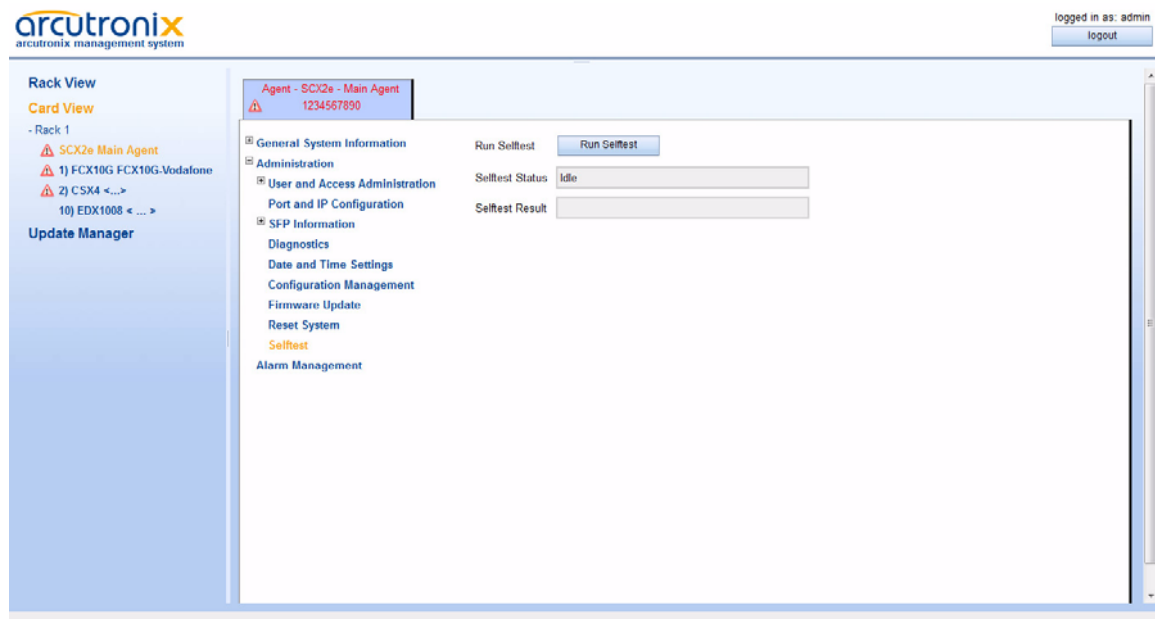 arcutronix
arcutronix management system
logged in as: admin
logout
Rack View
Card View
- Rack 1
SCX2e Main Agent
1) FCX10G FCX10G-Vodafone
2) CSX4 <...>
10) EDX1008 < ... >
Update Manager
Agent - SCX2e - Main Agent
1234567890
General System Information
Administration
User and Access Administration
Port and IP Configuration
SFP Information
Diagnostics
Date and Time Settings
Configuration Management
Firmware Update
Reset System
Selftest
Alarm Management
Run Selftest
Run Selftest
Selftest Status
Idle
Selftest Result